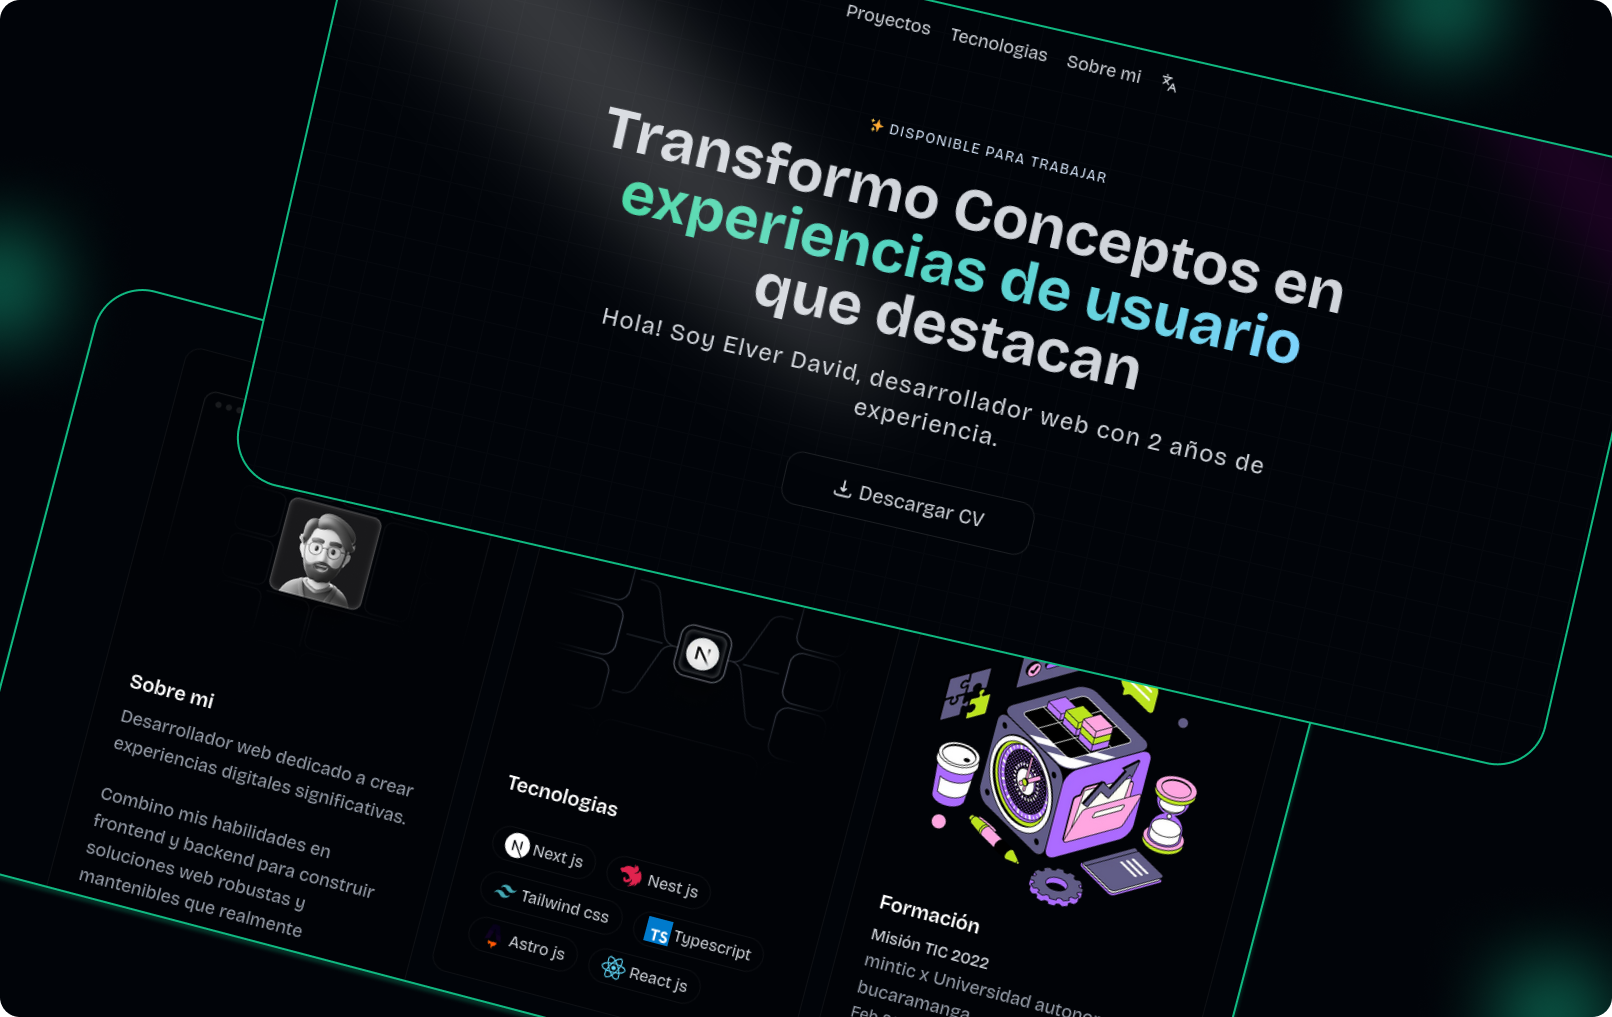 Proyectos Tecnologias Sobre mi
✨ DISPONIBLE PARA TRABAJAR
Transformo Conceptos en
experiencias de usuario
que destacan
Hola! Soy Elver David, desarrollador web con 2 años de
experiencia.
Descargar CV
Sobre mi
Desarrollador web dedicado a crear
experiencias digitales significativas.
Combino mis habilidades en
frontend y backend para construir
soluciones web robustas y
mantenibles que realmente
Tecnologias
Next js
Nest js
Tailwind css
TS Typescript
Astro js
React js
Formación
Misión TIC 2022
mintic x Universidad
bucaramanga